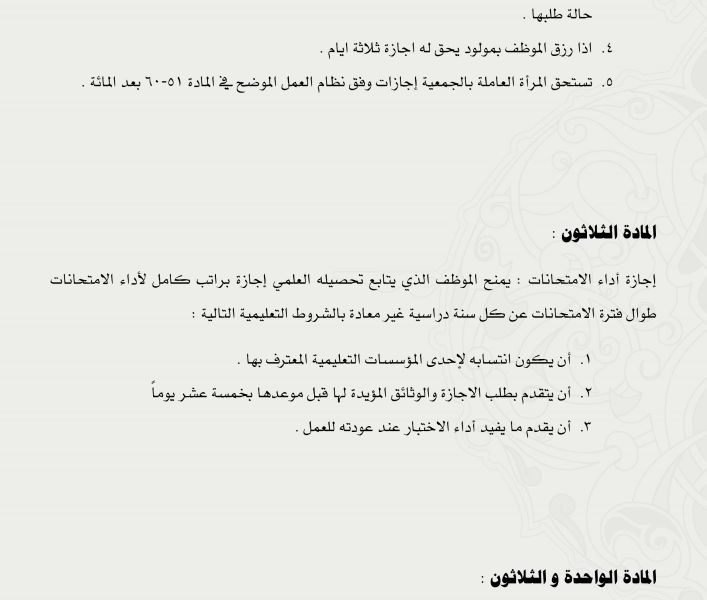 حالة طلبها .
٤. اذا رزق الموظف بمولود يحق له اجازة ثلاثة ايام .
٥. تستحق المرأة العاملة بالجمعية إجازات وفق نظام العمل الموضح في المادة ٥١-٦٠ بعد المائة .
المادة الثلاثون :
إجازة أداء الامتحانات : يمنح الموظف الذي يتابع تحصيله العلمي إجازة براتب كامل لأداء الامتحانات
طوال فترة الامتحانات عن كل سنة دراسية غير معادة بالشروط التعليمية التالية :
١. أن يكون انتسابه لإحدى المؤسسات التعليمية المعترف بها .
٢. أن يتقدم بطلب الاجازة والوثائق المؤيدة لها قبل موعدها بخمسة عشر يوماً
٣. أن يقدم ما يفيد أداء الاختبار عند عودته للعمل .
المادة الواحدة و الثلاثون :